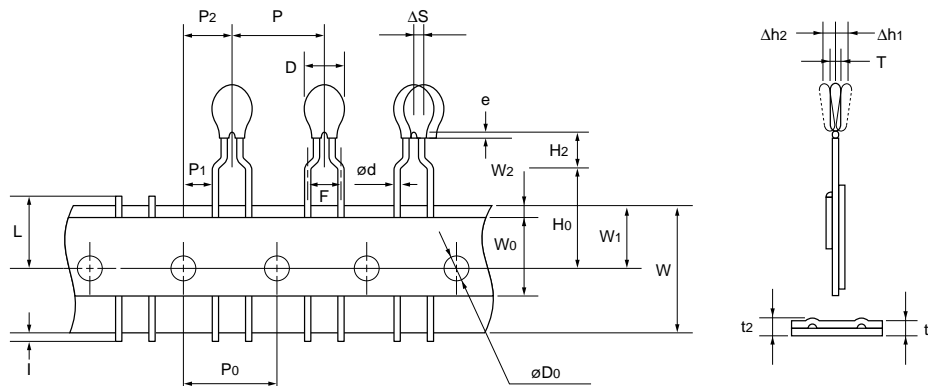 P2 P ΔS
Δh2 Δh1
D T
e
H2
P1 ød W2
F
L H0
W0 W1 W
t2 t
l
P0 øD0